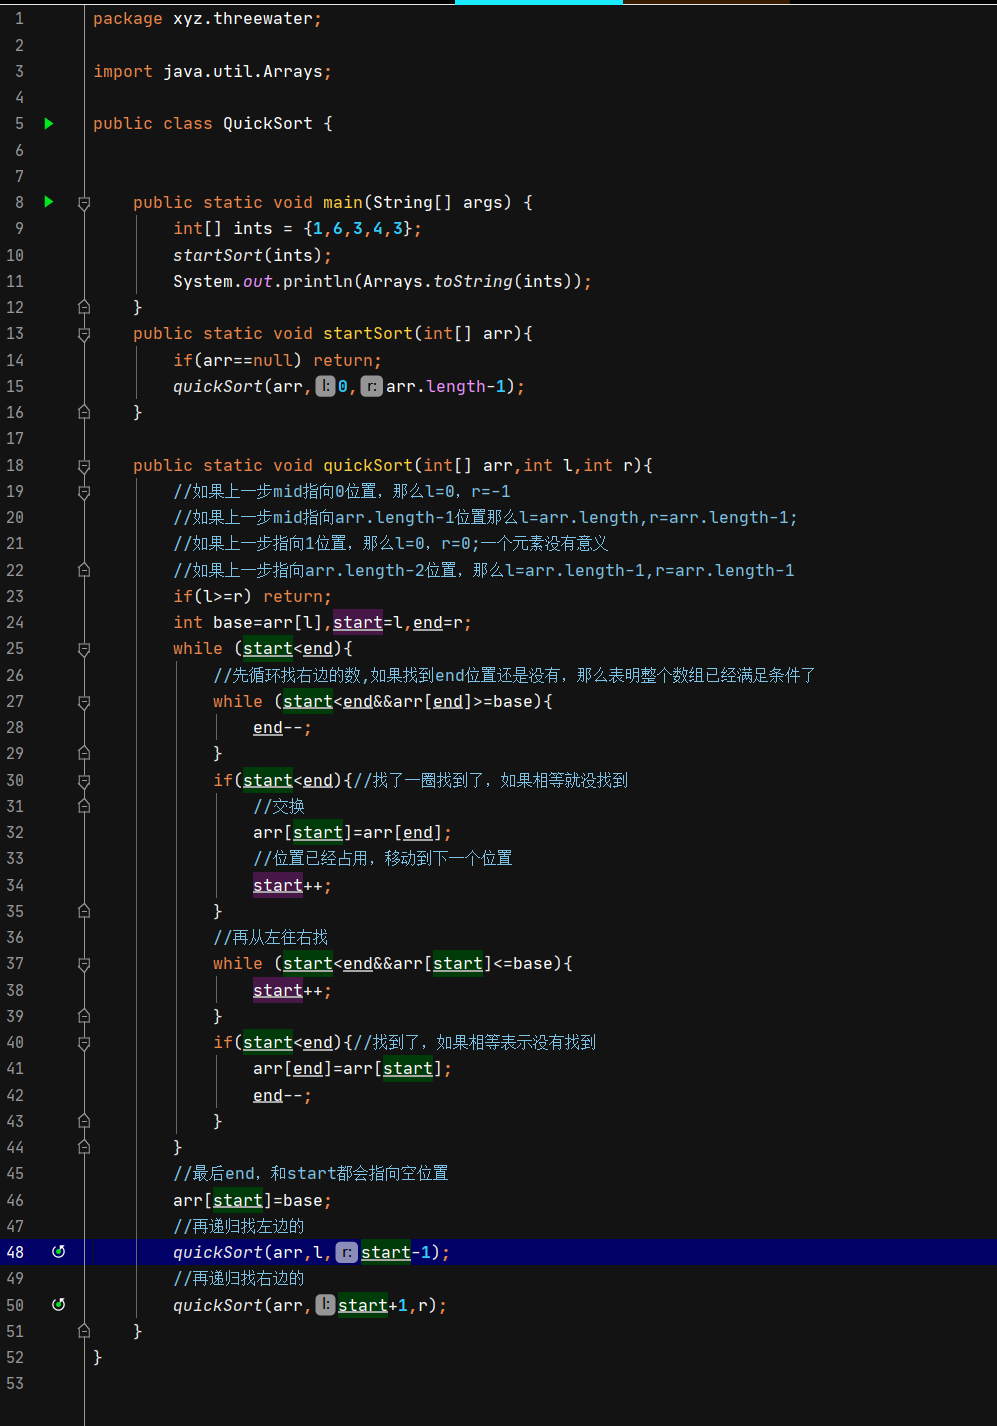 1 package xyz.threewater;
2
3 import java.util.Arrays;
4
5 public class QuickSort {
6
7
8 public static void main(String[] args) {
9 int[] ints = {1,6,3,4,3};
10 startSort(ints);
11 System.out.println(Arrays.toString(ints));
12 }
13 public static void startSort(int[] arr){
14 if(arr==null) return;
15 quickSort(arr, l: 0, r: arr.length-1);
16 }
17
18 public static void quickSort(int[] arr,int l,int r){
19 //如果上一步mid指向0位置，那么l=0，r=-1
20 //如果上一步mid指向arr.length-1位置那么l=arr.length,r=arr.length-1;
21 //如果上一步指向1位置，那么l=0，r=0;一个元素没有意义
22 //如果上一步指向arr.length-2位置，那么l=arr.length-1,r=arr.length-1
23 if(l>=r) return;
24 int base=arr[l],start=l,end=r;
25 while (start<end){
26 //先循环找右边的数,如果找到end位置还是没有，那么表明整个数组已经满足条件了
27 while (start<end&&arr[end]>=base){
28 end--;
29 }
30 if(start<end){//找了一圈找到了，如果相等就没找到
31 //交换
32 arr[start]=arr[end];
33 //位置已经占用，移动到下一个位置
34 start++;
35 }
36 //再从左往右找
37 while (start<end&&arr[start]<=base){
38 start++;
39 }
40 if(start<end){//找到了，如果相等表示没有找到
41 arr[end]=arr[start];
42 end--;
43 }
44 }
45 //最后end，和start都会指向空位置
46 arr[start]=base;
47 //再递归找左边的
48 quickSort(arr,l, r: start-1);
49 //再递归找右边的
50 quickSort(arr, l: start+1,r);
51 }
52 }
53